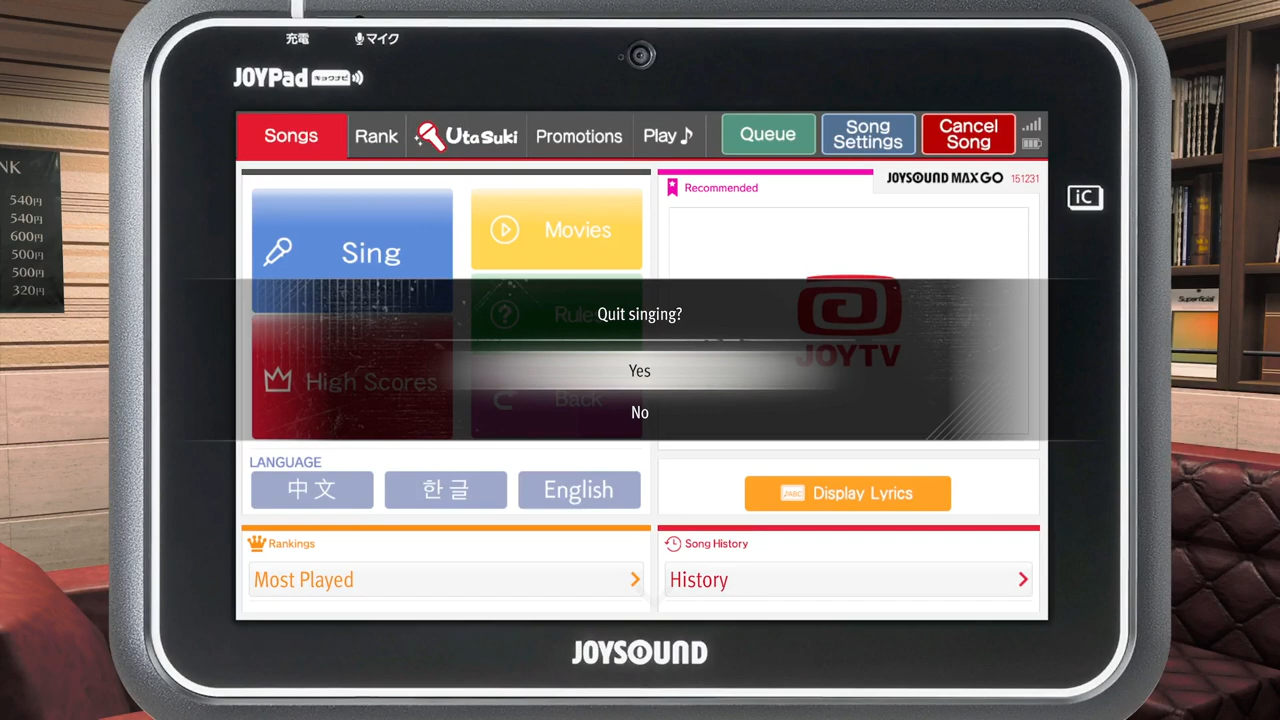 充電
マイク
JOYPad キョクナビ
Songs
Rank
UtaSuki
Promotions
Play♪
Queue
Song
Settings
Cancel
Song
iC
NK
540円
540円
600円
500円
500円
320円
Sing
Movies
Recommended
JOYSOUND MAX GO 151231
Superficial
Quit singing?
Yes
No
High Scores
Back
JOYTV
LANGUAGE
中文
한글
English
Display Lyrics
Rankings
Song History
Most Played
History
JOYSOUND